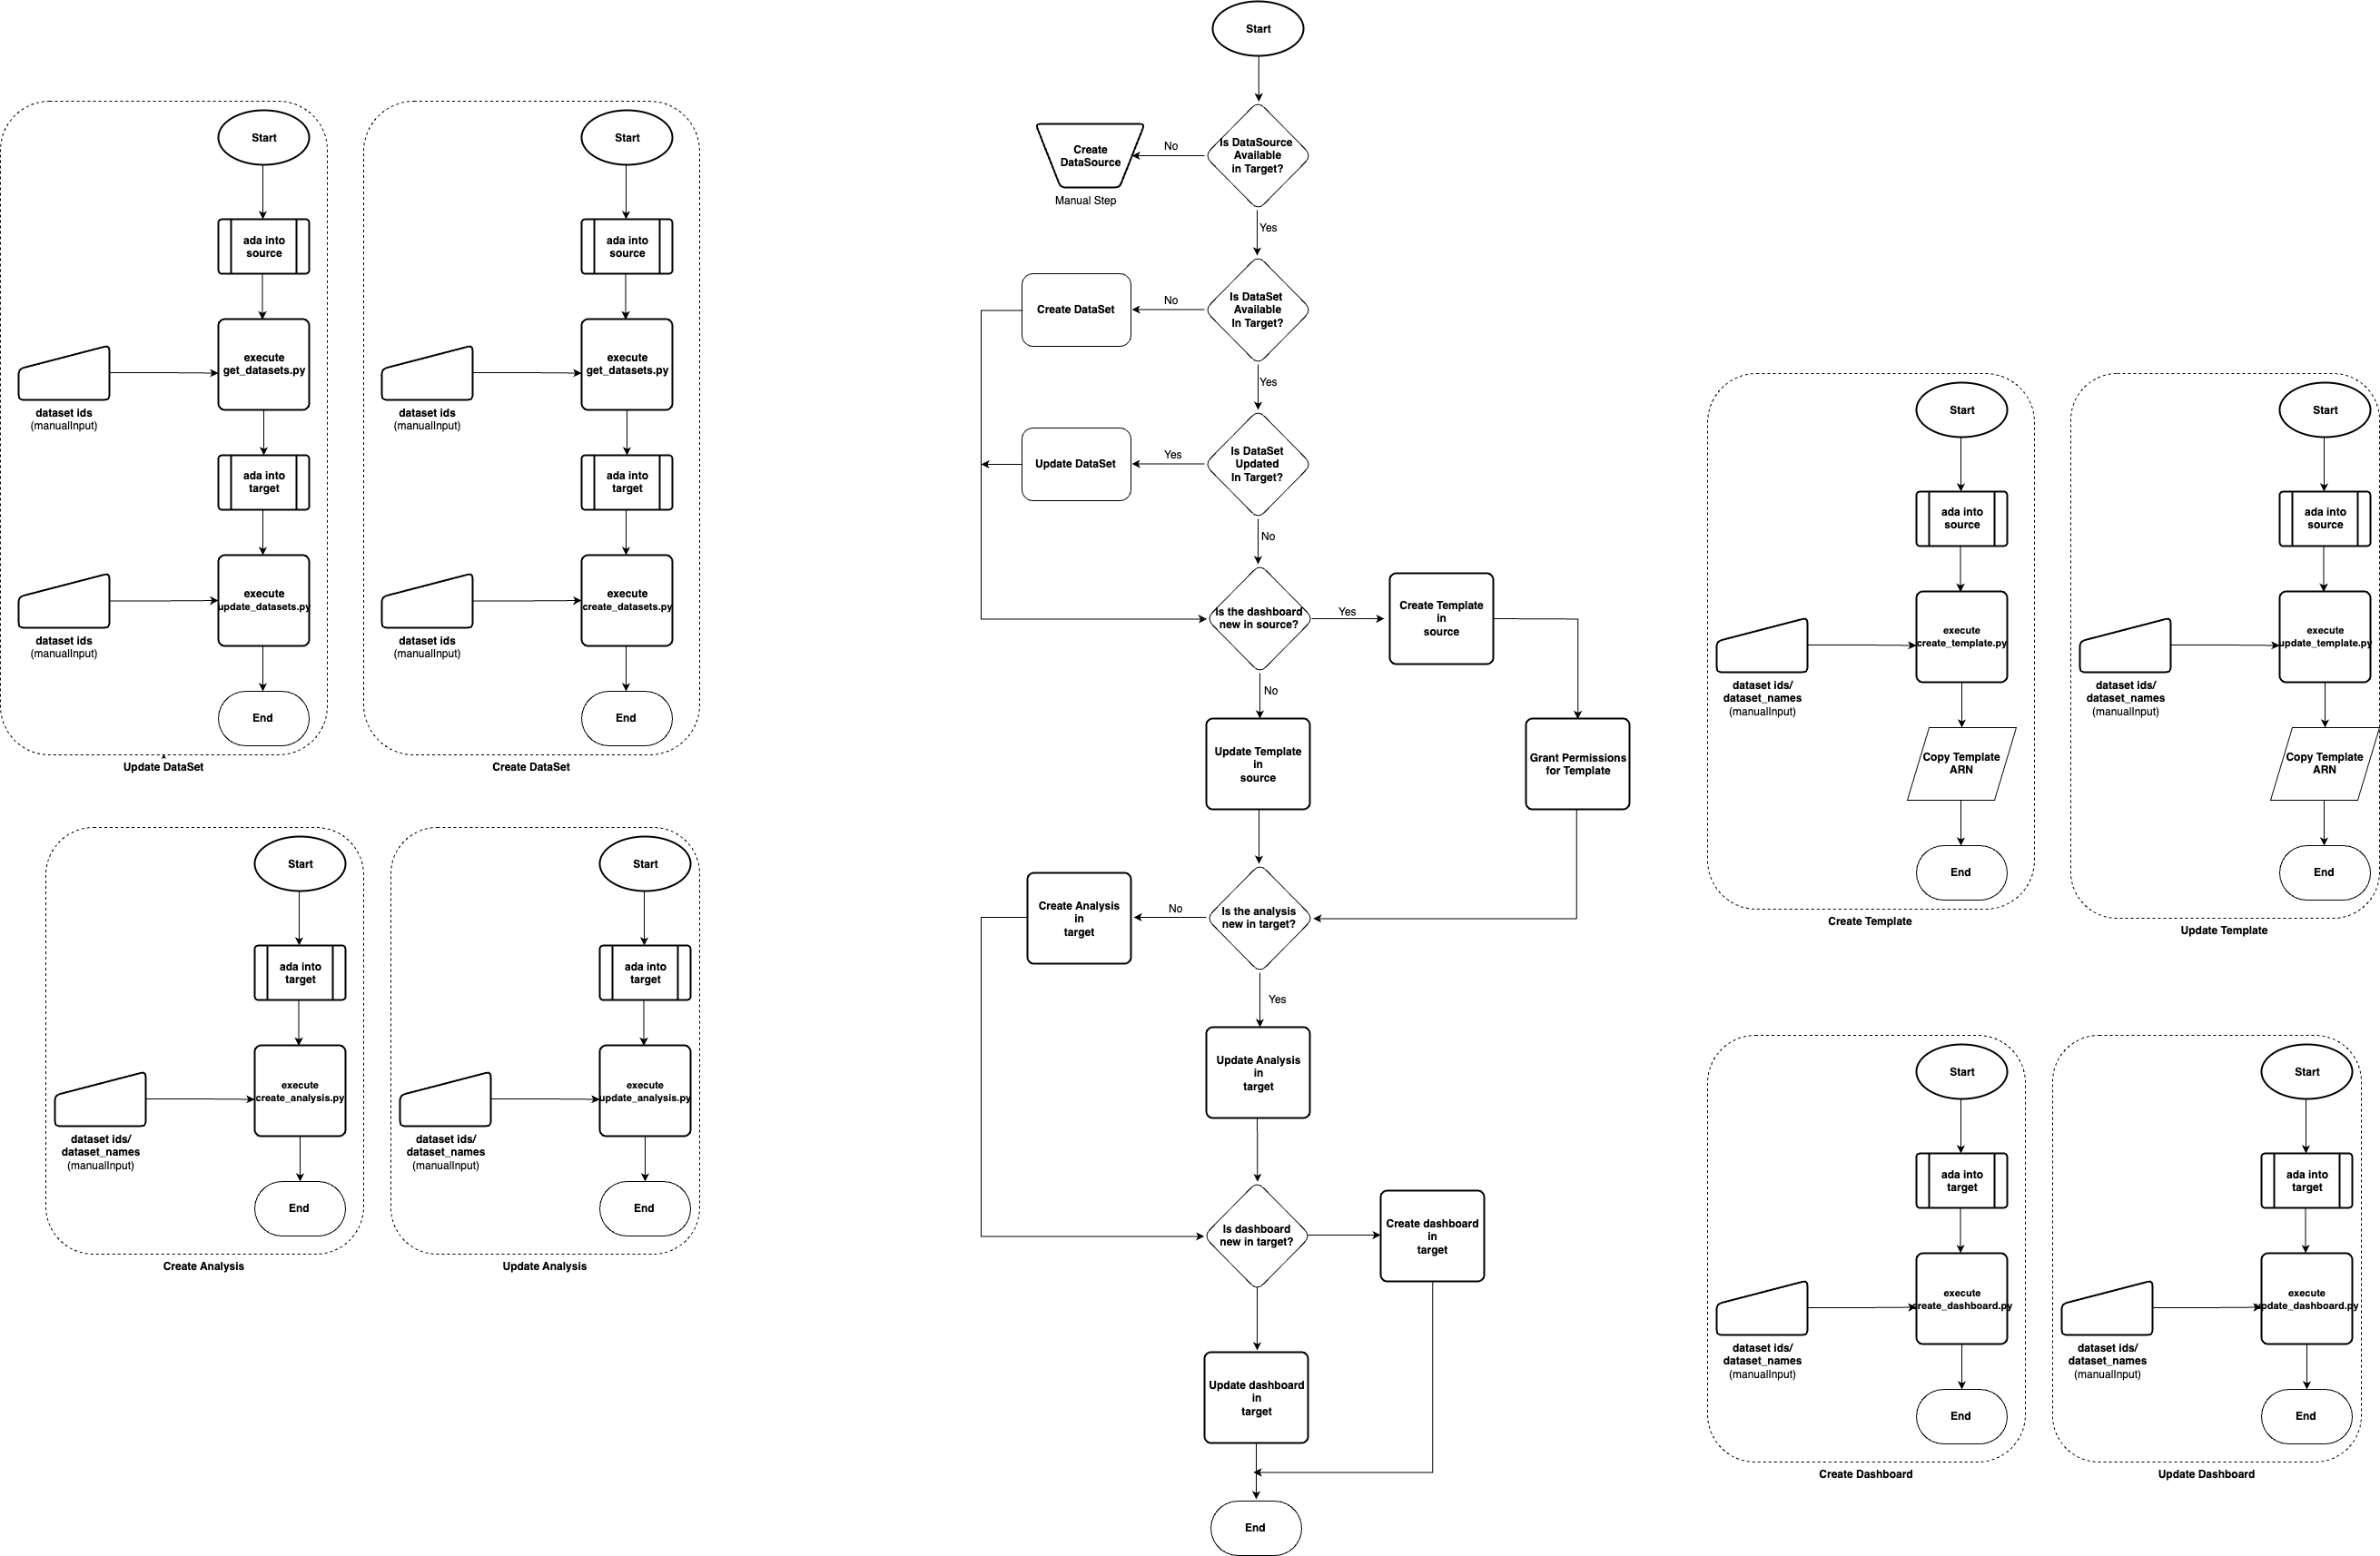 Start
ada into
source
execute
get_datasets.py
dataset ids
(manualInput)
ada into
target
execute
update_datasets.py
dataset ids
(manualInput)
End
Update DataSet
Start
ada into
source
execute
get_datasets.py
dataset ids
(manualInput)
ada into
target
execute
create_datasets.py
dataset ids
(manualInput)
End
Create DataSet
Start
ada into
target
execute
create_analysis.py
dataset ids/
dataset_names
(manualInput)
End
Create Analysis
Start
ada into
target
execute
update_analysis.py
dataset ids/
dataset_names
(manualInput)
End
Update Analysis
Start
Is DataSource
Available
in Target?
No
Create
DataSource
Manual Step
Yes
Is DataSet
Available
In Target?
No
Create DataSet
Yes
Is DataSet
Updated
In Target?
Yes
Update DataSet
No
Is the dashboard
new in source?
Yes
Create Template
in
source
No
Update Template
in
source
Grant Permissions
for Template
Is the analysis
new in target?
No
Create Analysis
in
target
Yes
Update Analysis
in
target
Is dashboard
new in target?
Create dashboard
in
target
Update dashboard
in
target
End
Start
ada into
source
execute
create_template.py
dataset ids/
dataset_names
(manualInput)
Copy Template
ARN
End
Create Template
Start
ada into
source
execute
update_template.py
dataset ids/
dataset_names
(manualInput)
Copy Template
ARN
End
Update Template
Start
ada into
target
execute
create_dashboard.py
dataset ids/
dataset_names
(manualInput)
End
Create Dashboard
Start
ada into
target
execute
update_dashboard.py
dataset ids/
dataset_names
(manualInput)
End
Update Dashboard